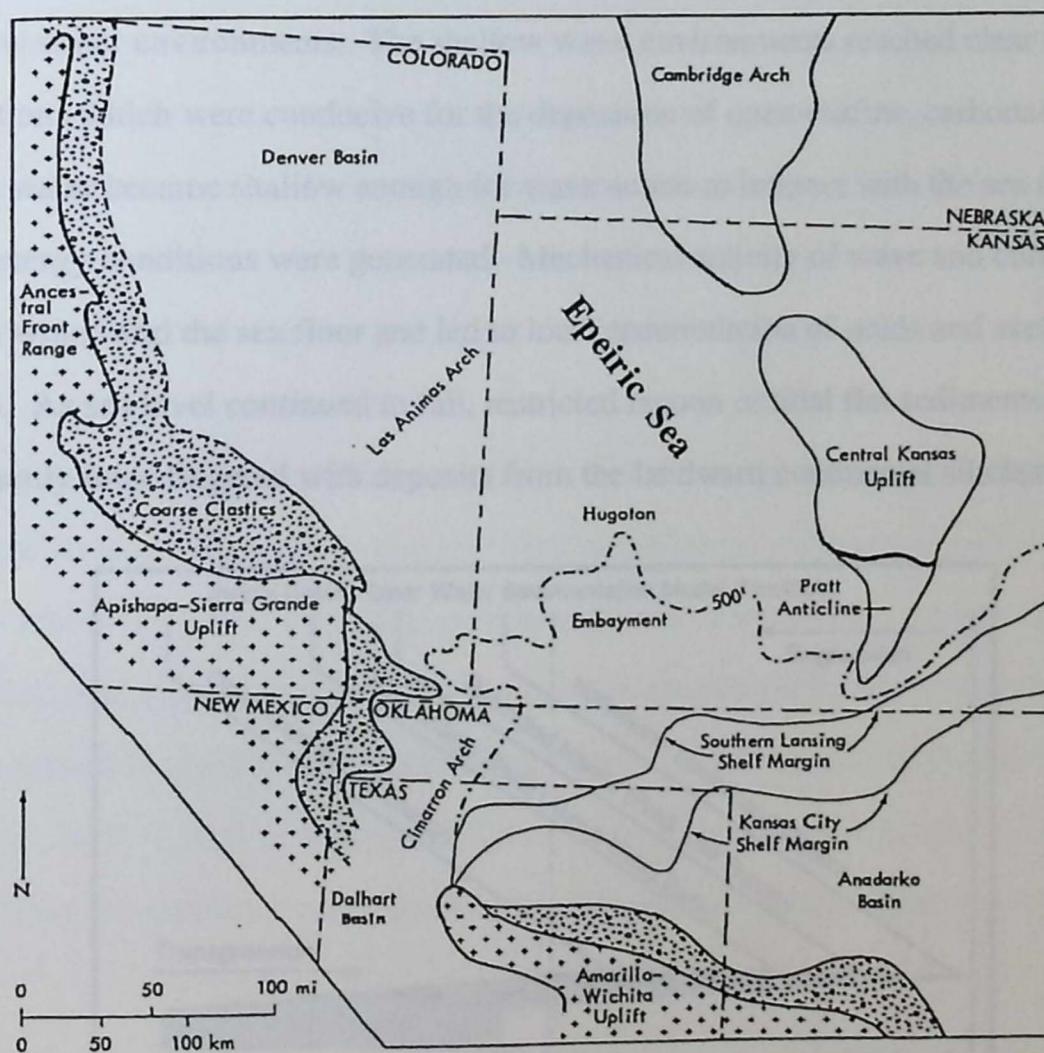 COLORADO
Cambridge Arch
Denver Basin
NEBRASKA
KANSAS
Ances-
tral
Front
Range
Las Animas Arch
Epeiric Sea
Central Kansas
Uplift
Coarse Clastics
Hugoton
500'
Embayment
Pratt
Anticline
Apishapa-Sierra Grande
Uplift
NEW MEXICO
OKLAHOMA
Southern Lansing
Shelf Margin
TEXAS
Cimarron Arch
Kansas City
Shelf Margin
N
Dalhart
Basin
Anadarko
Basin
Amarillo-
Wichita
Uplift
0 50 100 mi
0 50 100 km